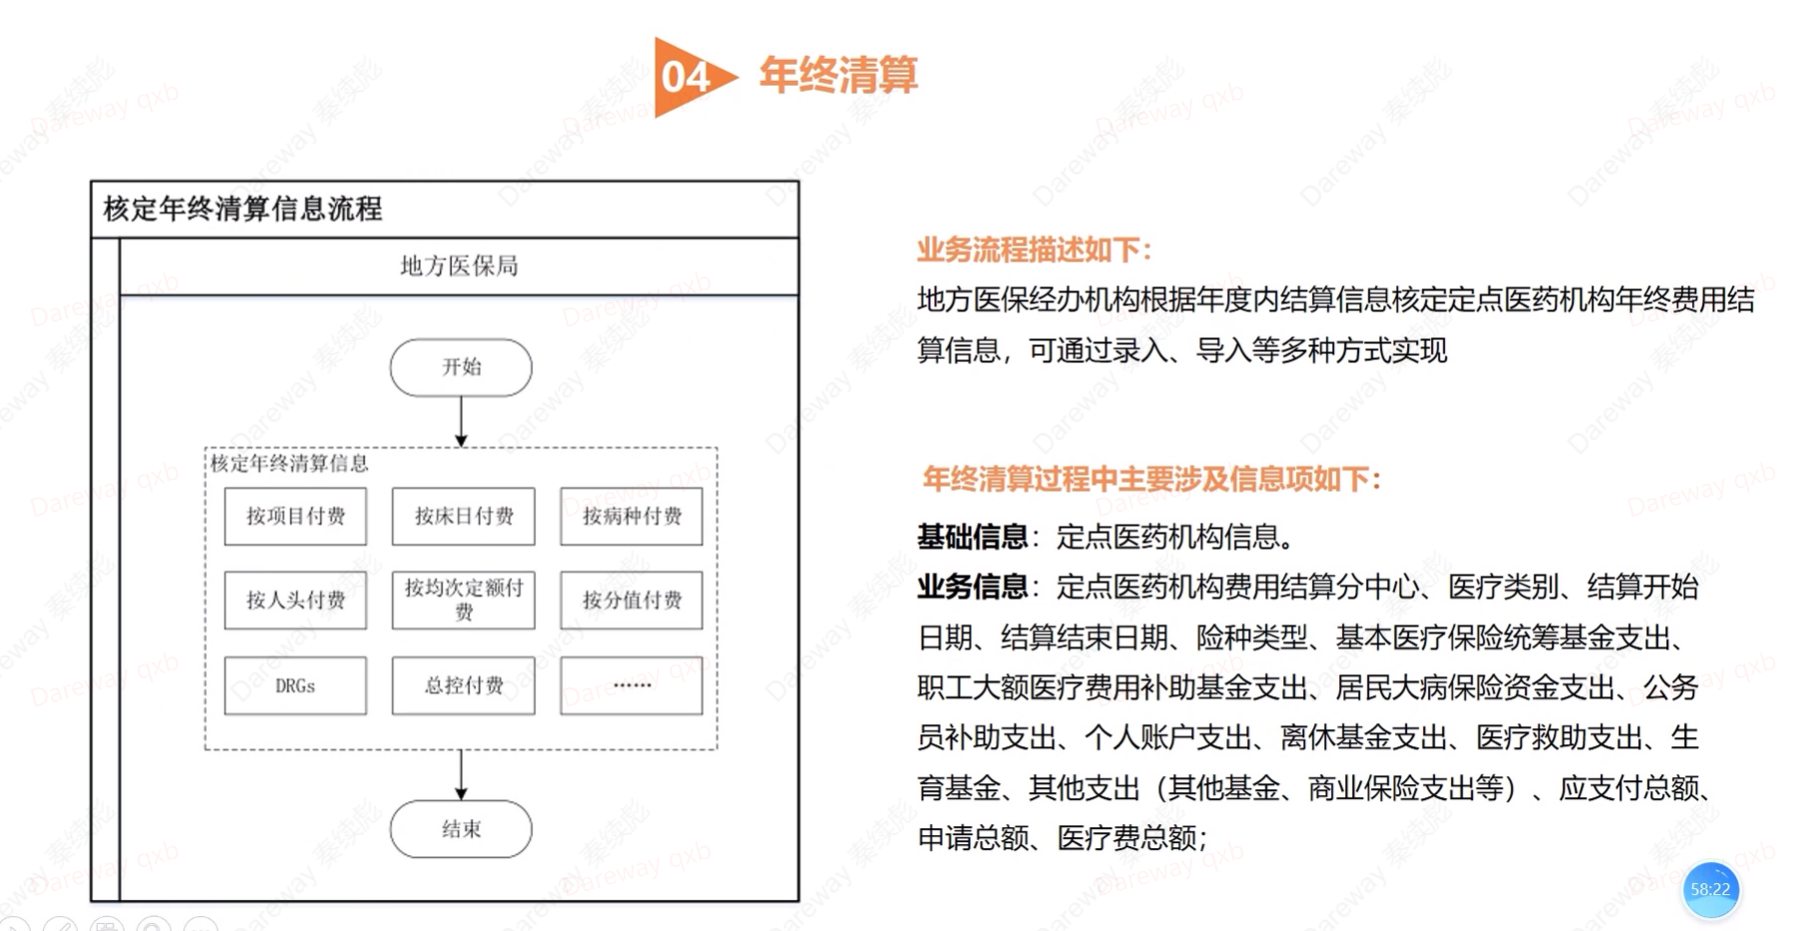 04 年终清算
核定年终清算信息流程
地方医保局
开始
核定年终清算信息
按项目付费
按床日付费
按病种付费
按人头付费
按均次定额付
费
按分值付费
DRGs
总控付费
······
结束
业务流程描述如下：
地方医保经办机构根据年度内结算信息核定定点医药机构年终费用结
算信息，可通过录入、导入等多种方式实现
年终清算过程中主要涉及信息项如下：
基础信息：定点医药机构信息。
业务信息：定点医药机构费用结算分中心、医疗类别、结算开始
日期、结算结束日期、险种类型、基本医疗保险统筹基金支出、
职工大额医疗费用补助基金支出、居民大病保险资金支出、公务
员补助支出、个人账户支出、离休基金支出、医疗救助支出、生
育基金、其他支出（其他基金、商业保险支出等）、应支付总额、
申请总额、医疗费总额；
58:22
Dareway 秦续彪
Dareway qxb